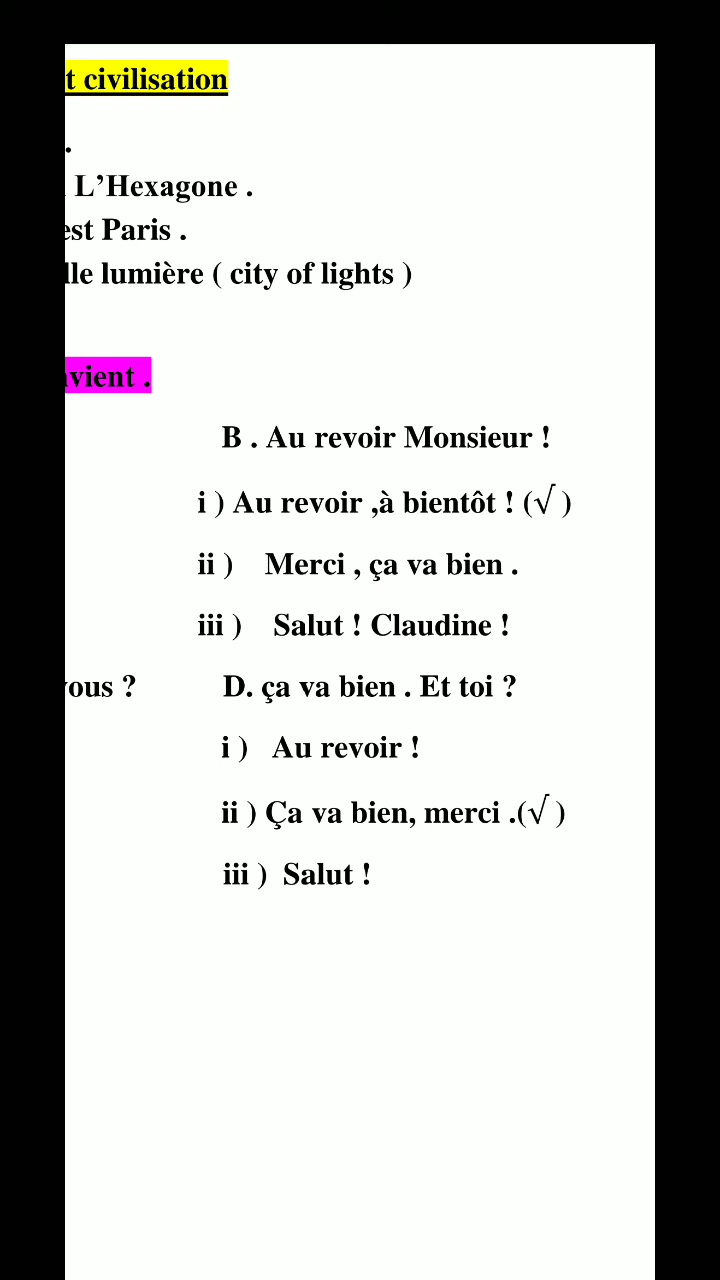 t civilisation
.
L’Hexagone .
est Paris .
lle lumière ( city of lights )
vient .
B . Au revoir Monsieur !
i ) Au revoir ,à bientôt ! (√ )
ii ) Merci , ça va bien .
iii ) Salut ! Claudine !
vous ? D. ça va bien . Et toi ?
i ) Au revoir !
ii ) Ça va bien, merci .(√ )
iii ) Salut !